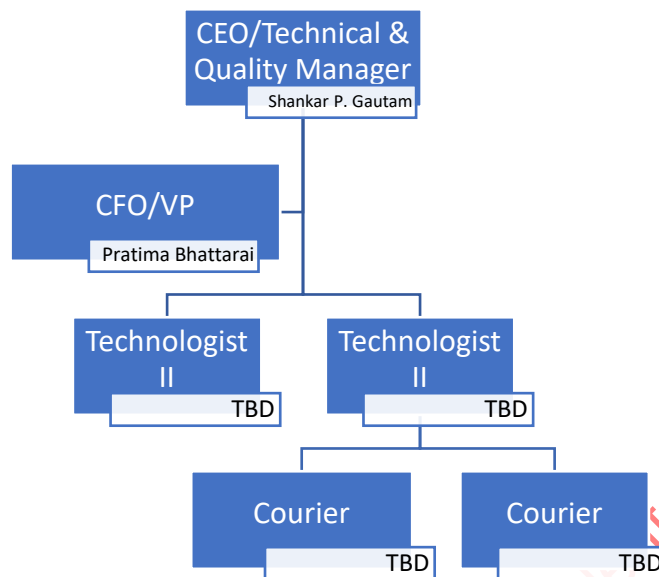 CEO/Technical &
Quality Manager
Shankar P. Gautam
CFO/VP
Pratima Bhattarai
Technologist
II
TBD
Technologist
II
TBD
Courier
TBD
Courier
TBD